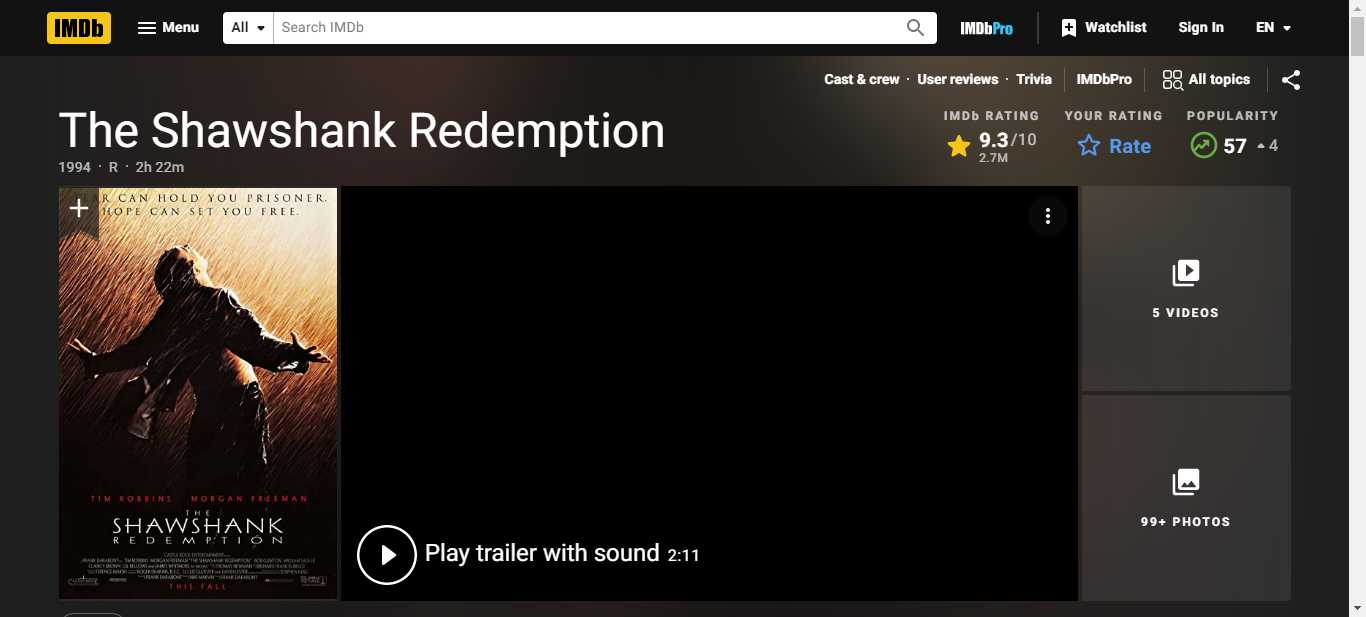 IMDb
Menu
All
Search IMDb
IMDbPro
Watchlist
Sign In
EN
Cast & crew · User reviews · Trivia
IMDbPro
All topics
The Shawshank Redemption
1994 · R · 2h 22m
IMDb RATING
9.3/10
2.7M
YOUR RATING
Rate
POPULARITY
57
4
CAN HOLD YOU PRISONER.
HOPE CAN SET YOU FREE.
TIM ROBBINS MORGAN FREEMAN
THE
SHAWSHANK
REDEMPTION
THIS FALL
Play trailer with sound 2:11
5 VIDEOS
99+ PHOTOS